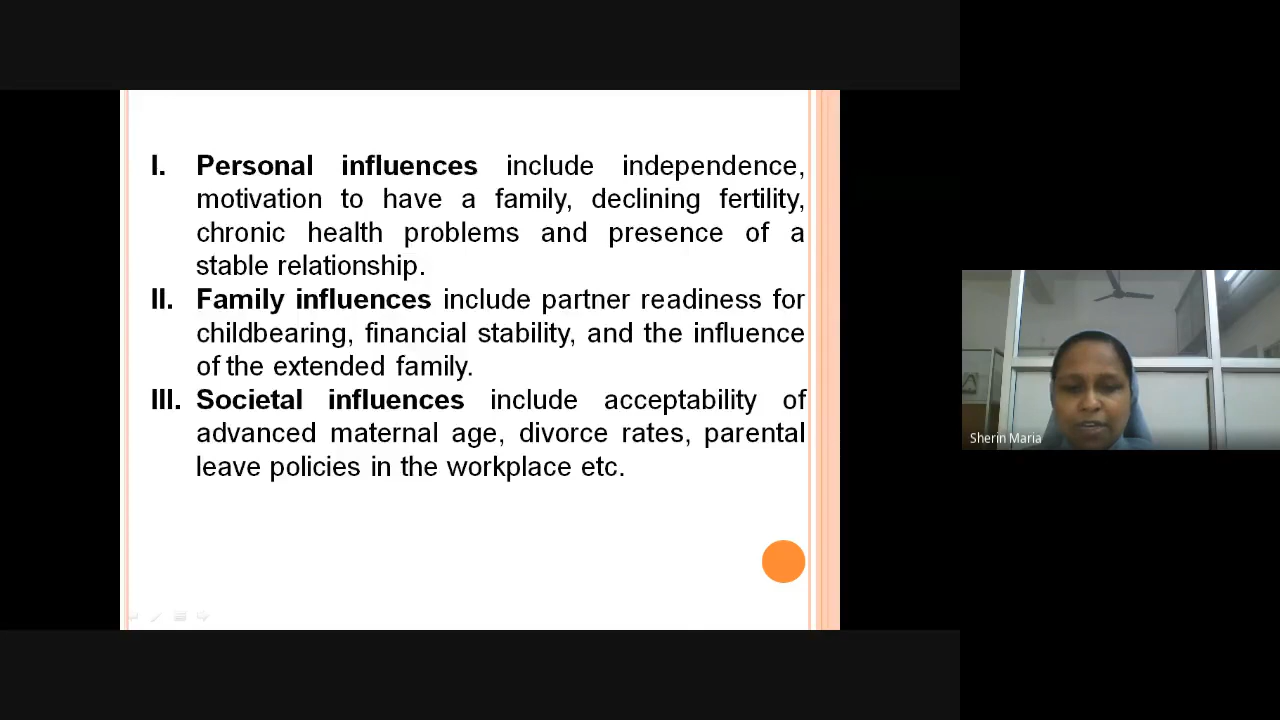 I. Personal influences include independence,
motivation to have a family, declining fertility,
chronic health problems and presence of a
stable relationship.
II. Family influences include partner readiness for
childbearing, financial stability, and the influence
of the extended family.
III. Societal influences include acceptability of
advanced maternal age, divorce rates, parental
leave policies in the workplace etc.
Sherin Maria